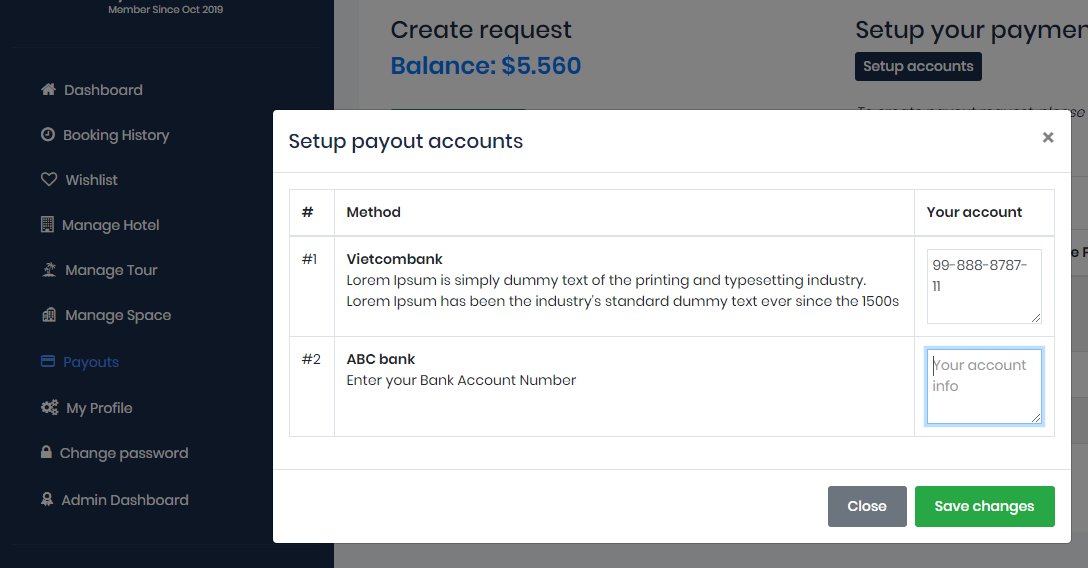 Member Since Oct 2019
Dashboard
Booking History
Wishlist
Manage Hotel
Manage Tour
Manage Space
Payouts
My Profile
Change password
Admin Dashboard
Create request
Balance: $5.560
Setup your
Setup accounts
Setup payout accounts
×
# Method Your account
#1 Vietcombank
Lorem Ipsum is simply dummy text of the printing and typesetting industry.
Lorem Ipsum has been the industry's standard dummy text ever since the 1500s
99-888-8787-
11
#2 ABC bank
Enter your Bank Account Number
Your account
info
Close Save changes